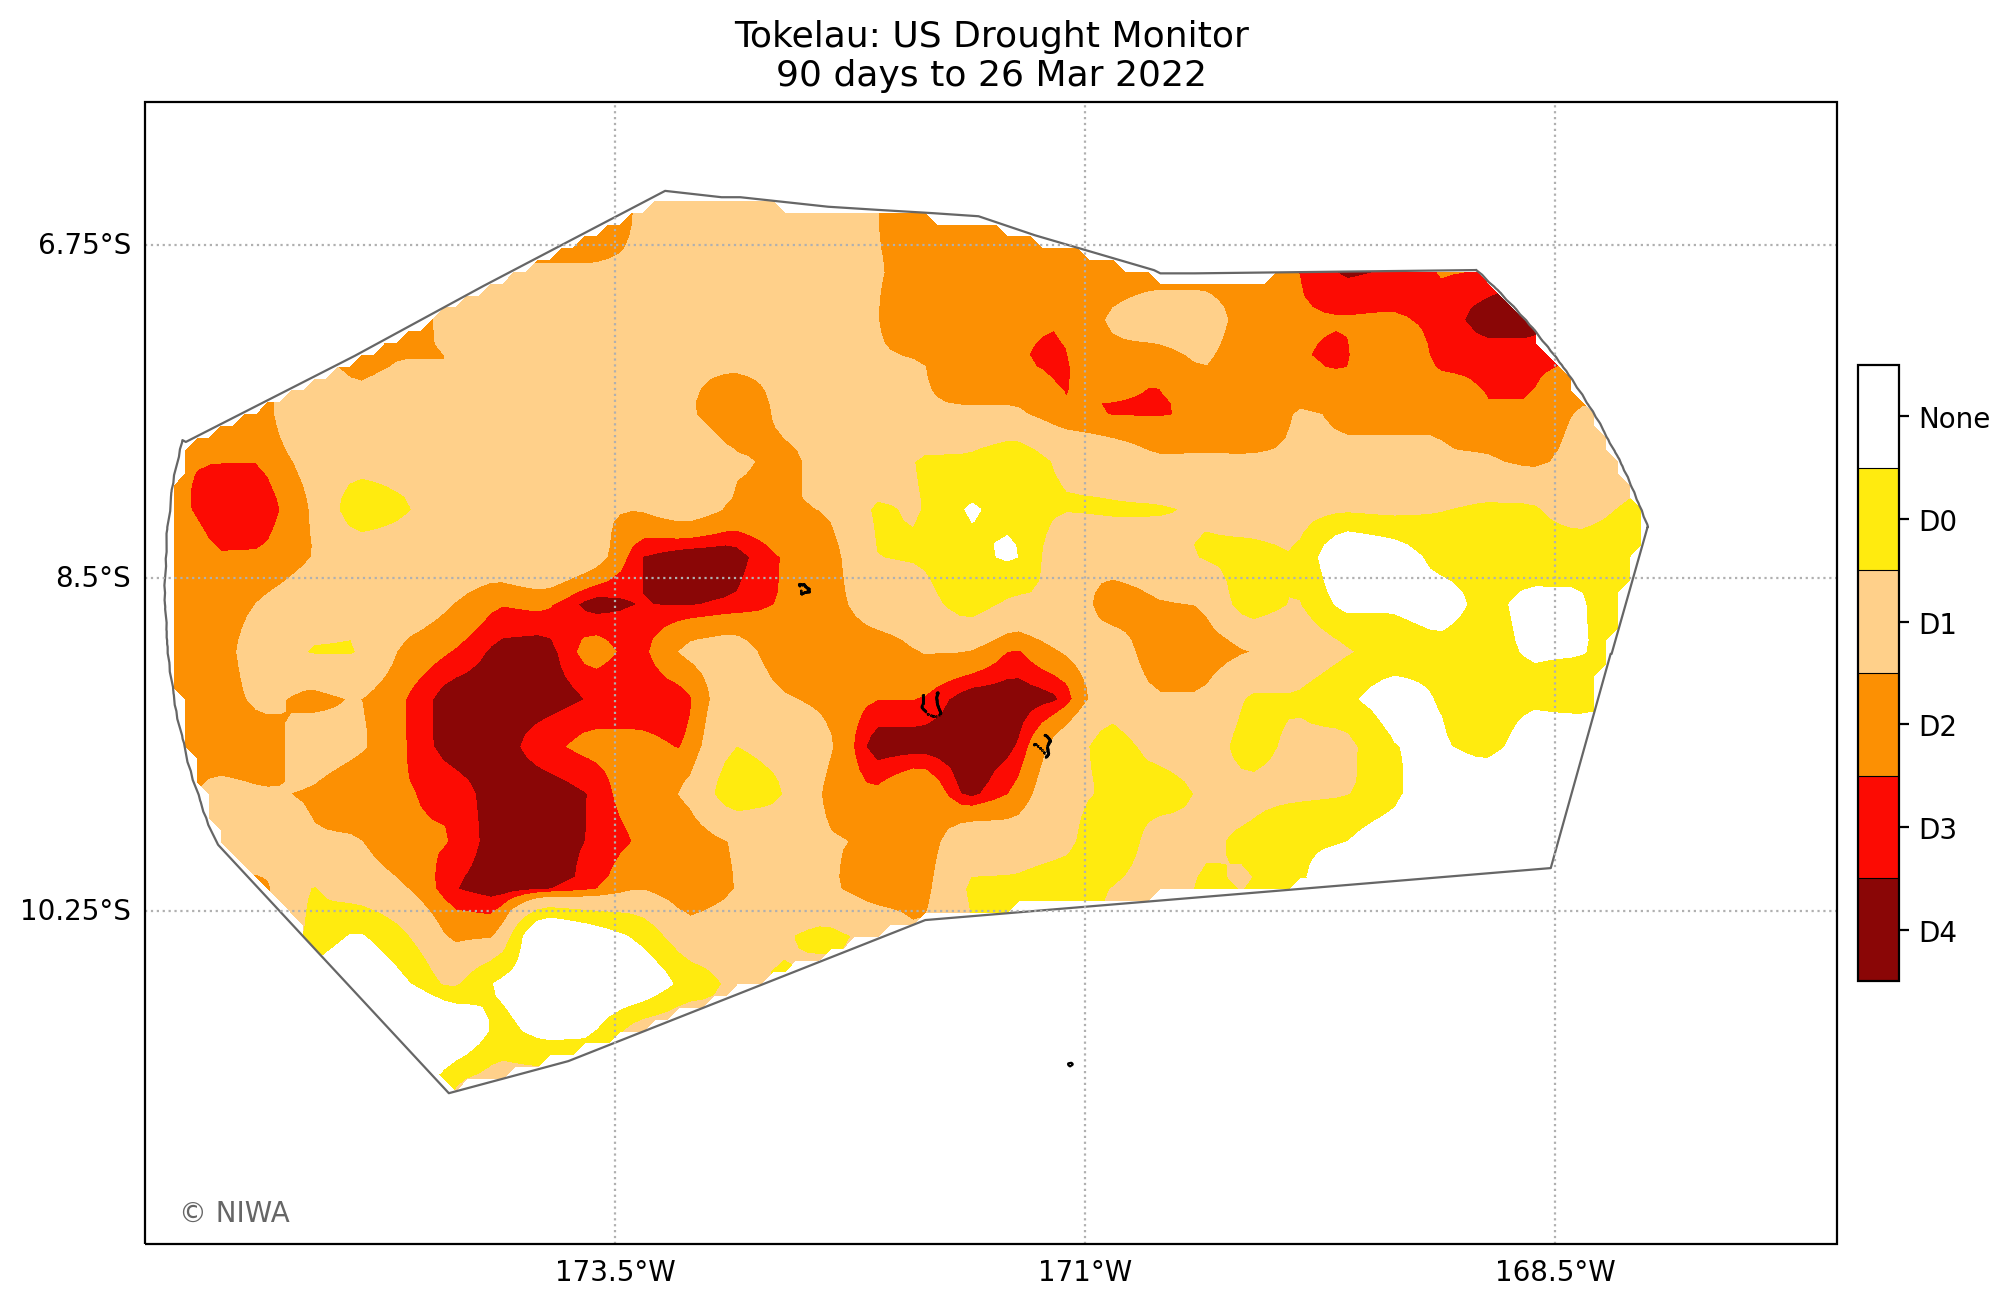 Tokelau: US Drought Monitor
90 days to 26 Mar 2022
6.75°S
8.5°S
10.25°S
173.5°W
171°W
168.5°W
None
D0
D1
D2
D3
D4
© NIWA